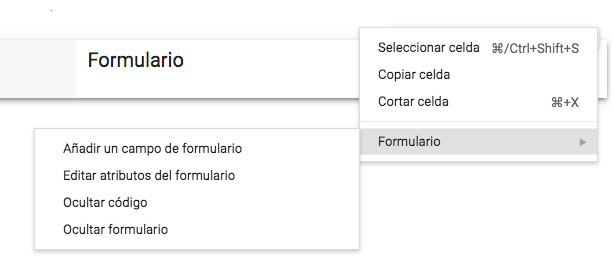 Formulario
Seleccionar celda ⌘/Ctrl+Shift+S
Copiar celda
Cortar celda ⌘+X
Formulario
Añadir un campo de formulario
Editar atributos del formulario
Ocultar código
Ocultar formulario